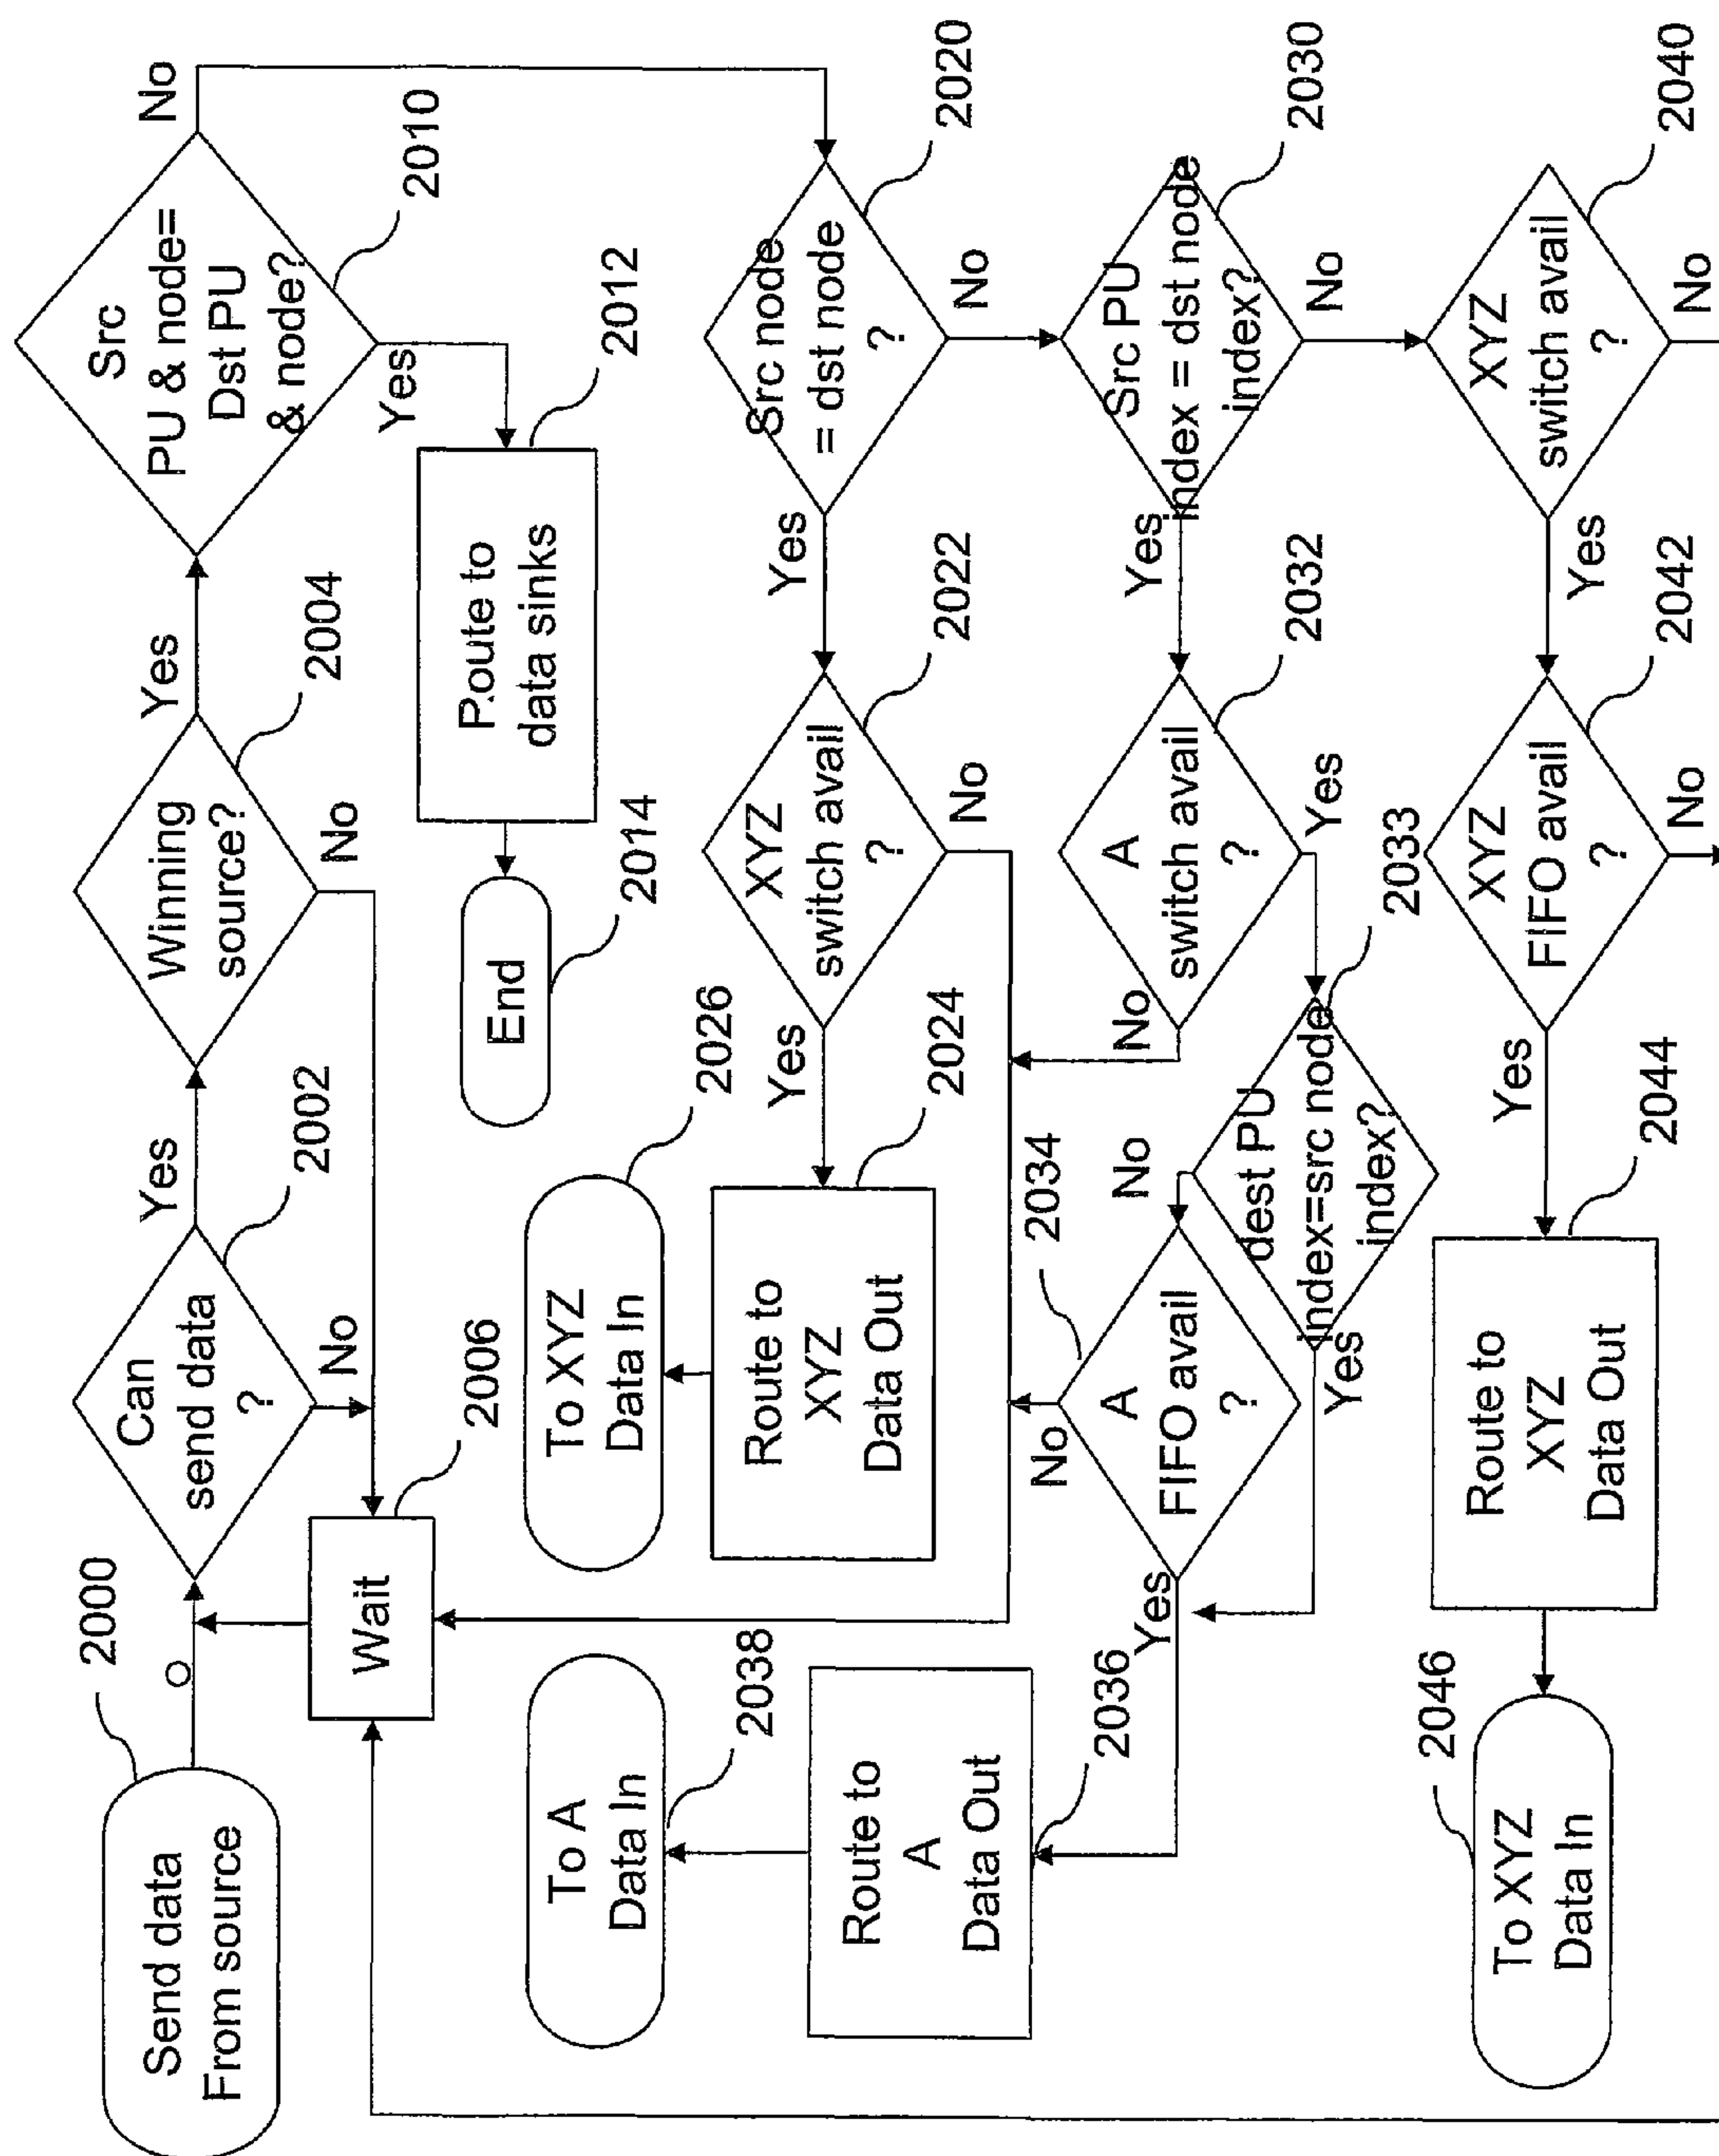 Send data
From source
2000
Can
send data
?
2002
Yes
No
Wait
2006
Winning
source?
2004
Yes
No
Src
PU & node=
Dst PU
& node?
2010
No
Yes
Route to
data sinks
2012
End
2014
Src node
= dst node
?
2020
Yes
No
XYZ
switch avail
?
2022
Yes
No
Route to
XYZ
Data Out
2024
To XYZ
Data In
2026
Src PU
index = dst node
index?
2030
Yes
No
A
switch avail
?
2032
No
Yes
dest PU
index=src node
index?
2033
No
Yes
A
FIFO avail
?
2034
No
Yes
Route to
A
Data Out
2036
To A
Data In
2038
XYZ
switch avail
?
2040
Yes
No
XYZ
FIFO avail
?
2042
Yes
No
Route to
XYZ
Data Out
2044
To XYZ
Data In
2046